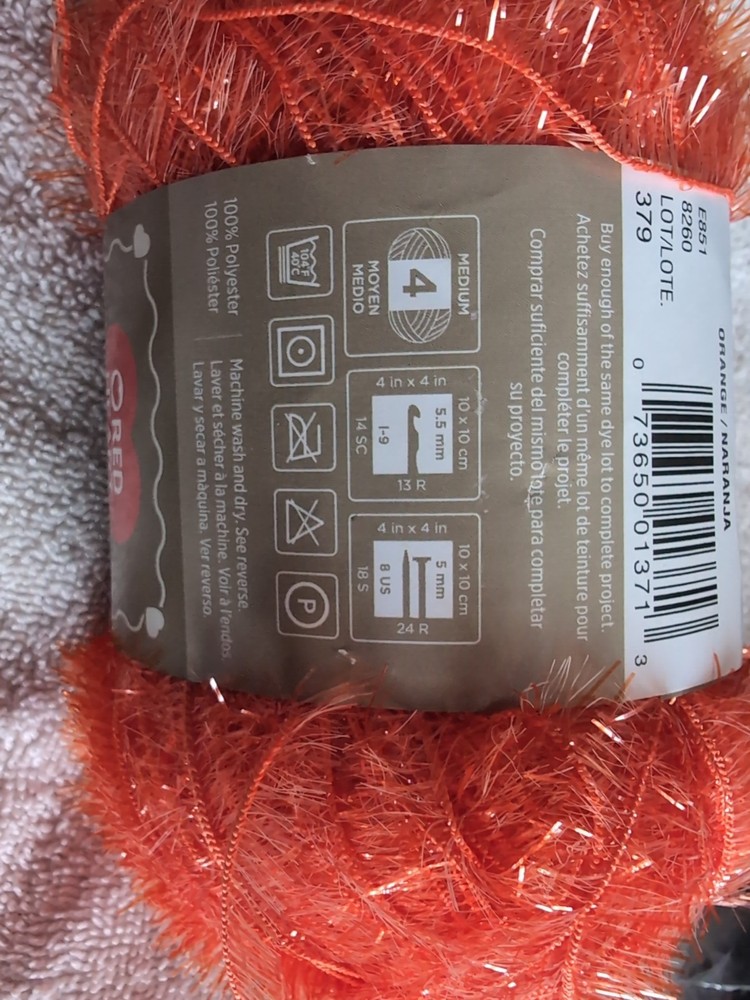 ORANGE / NARANJA
E851
8260
LOT/LOTE.
379
0 73650 01371 3
Buy enough of the same dye lot to complete project.
Achetez suffisamment d'un même lot de teinture pour
compléter le projet.
Comprar suficiente del mismo lote para completar
su proyecto.
MEDIUM
4
MOYEN
MEDIO
10 x 10 cm
4 in x 4 in
5.5 mm
I-9
14 SC
13 R
10 x 10 cm
4 in x 4 in
5 mm
8 US
18 S
24 R
104 F
40°C
P
100% Polyester
100% Poliéster
Machine wash and dry. See reverse.
Laver et sécher à la machine. Voir à l'endos.
Lavar y secar a màquina. Ver reverso.
RED